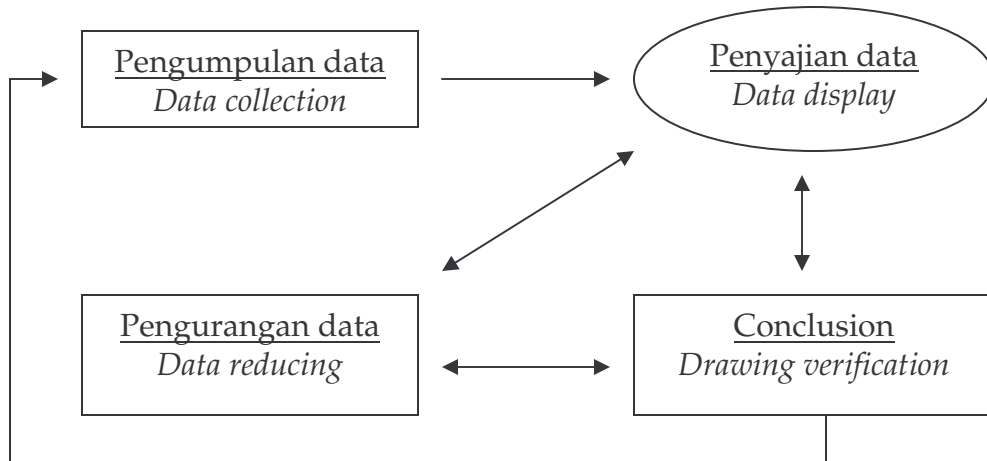 Pengumpulan data
Data collection
Penyajian data
Data display
Pengurangan data
Data reducing
Conclusion
Drawing verification